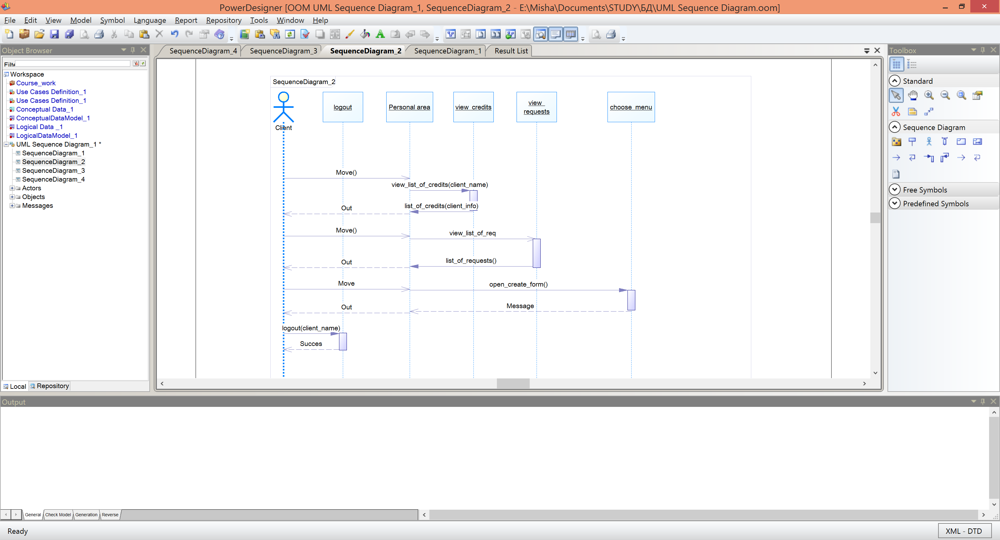 PowerDesigner [OOM UML Sequence Diagram_1, SequenceDiagram_2 - E:\Misha\Documents\STUDY\БД\UML Sequence Diagram.oom]
File Edit View Model Symbol Language Report Repository Tools Window Help
Object Browser
Filte
Workspace
Course_work
Use Cases Definition_1
Use Cases Definition_1
Conceptual Data_1
ConceptualDataModel_1
Logical Data _1
LogicalDataModel_1
UML Sequence Diagram_1 *
SequenceDiagram_1
SequenceDiagram_2
SequenceDiagram_3
SequenceDiagram_4
Actors
Objects
Messages
Local Repository
SequenceDiagram_4 SequenceDiagram_3 SequenceDiagram_2 SequenceDiagram_1 Result List
SequenceDiagram_2
Client
logout
Personal area
view_credits
view_
requests
choose_menu
Move()
view_list_of_credits(client_name)
list_of_credits(client_info)
Out
Move()
view_list_of_req
list_of_requests()
Out
Move
open_create_form()
Message
Out
logout(client_name)
Succes
Toolbox
Standard
Sequence Diagram
Free Symbols
Predefined Symbols
Output
General Check Model Generation Reverse
Ready
XML - DTD